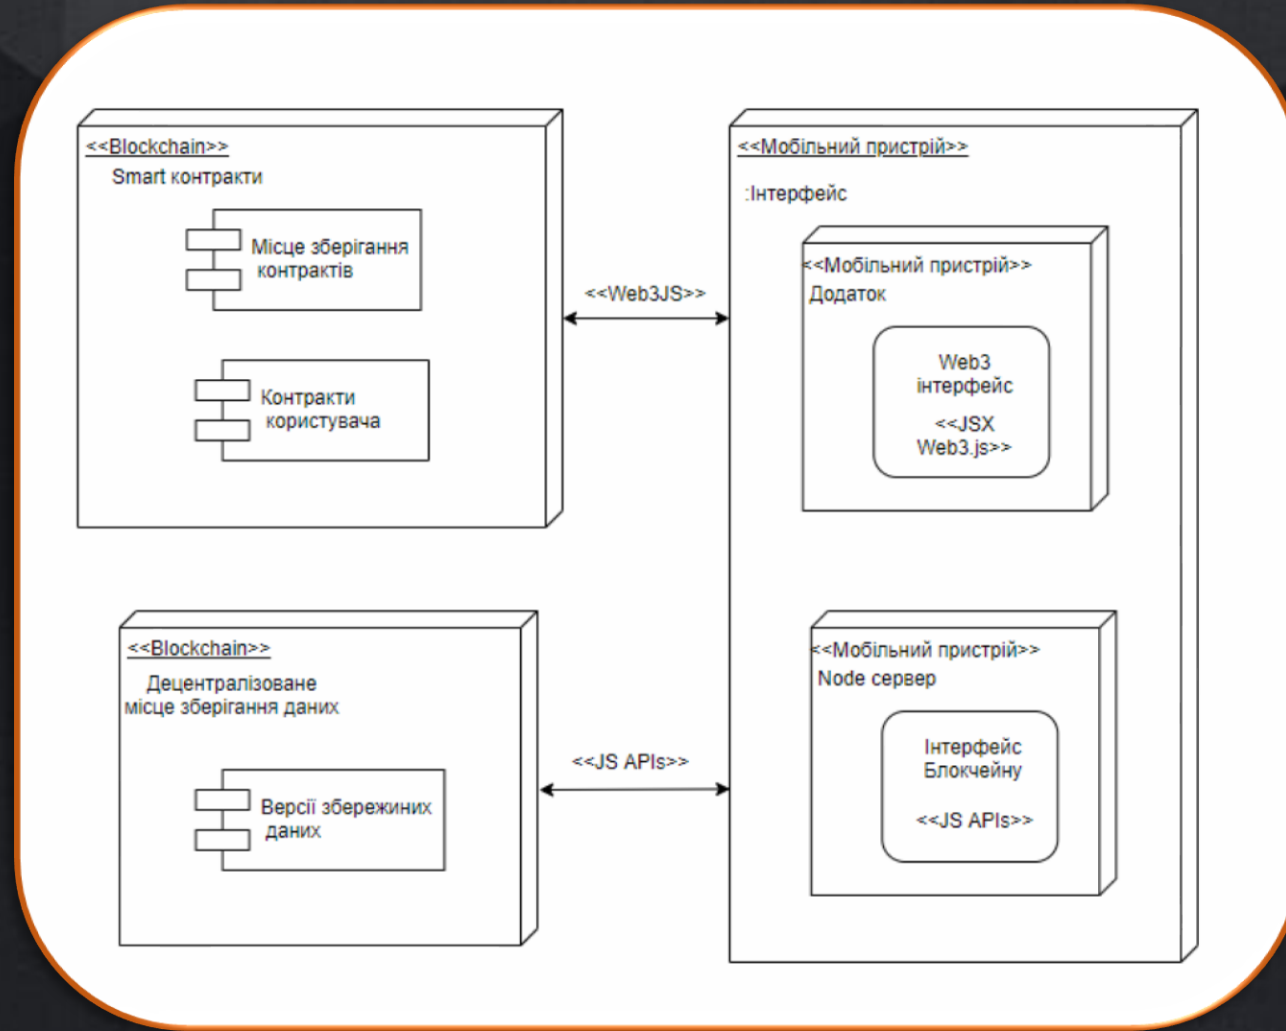 <<Blockchain>>
Smart контракти
Місце зберігання
контрактів
Контракти
користувача
<<Web3JS>>
<<Мобільний пристрій>>
:Інтерфейс
<<Мобільний пристрій>>
Додаток
Web3
інтерфейс
<<JSX
Web3.js>>
<<Blockchain>>
Децентралізоване
місце зберігання даних
Версії збережиних
даних
<<JS APIs>>
<<Мобільний пристрій>>
Node сервер
Інтерфейс
Блокчейну
<<JS APIs>>